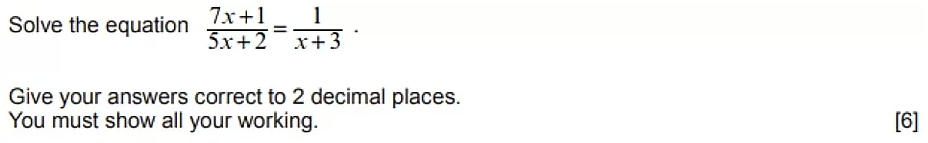 Solve the equation (7x+1)/(5x+2) = 1/(x+3) .
Give your answers correct to 2 decimal places.
You must show all your working. [6]